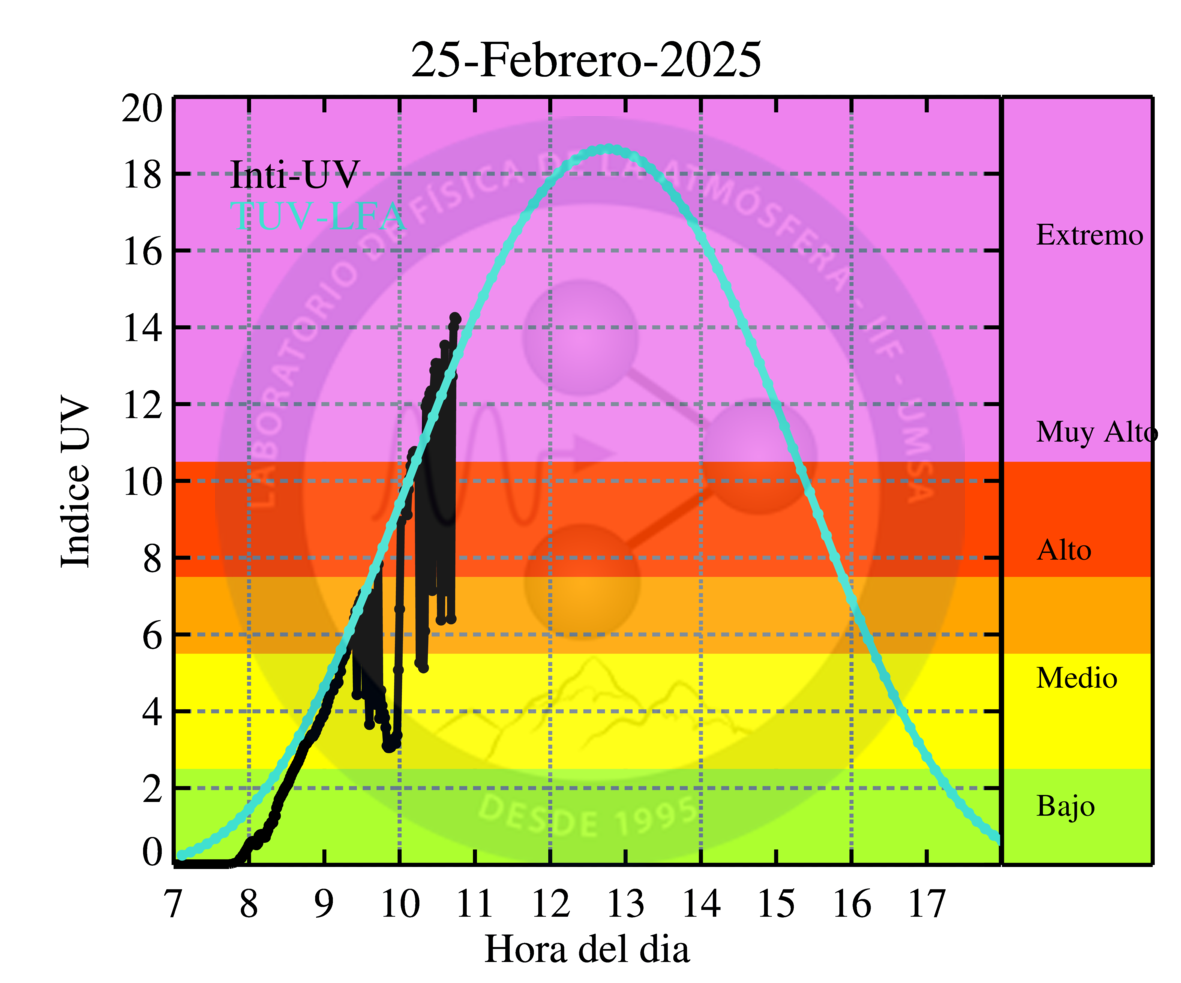 25-Febrero-2025
Inti-UV
TUV-LFA
LABORATORIO DE FÍSICA DE LA ATMÓSFERA - IIF - UMSA
DESDE 1995
Indice UV
20
18
16
14
12
10
8
6
4
2
0
Extremo
Muy Alto
Alto
Medio
Bajo
7 8 9 10 11 12 13 14 15 16 17
Hora del dia